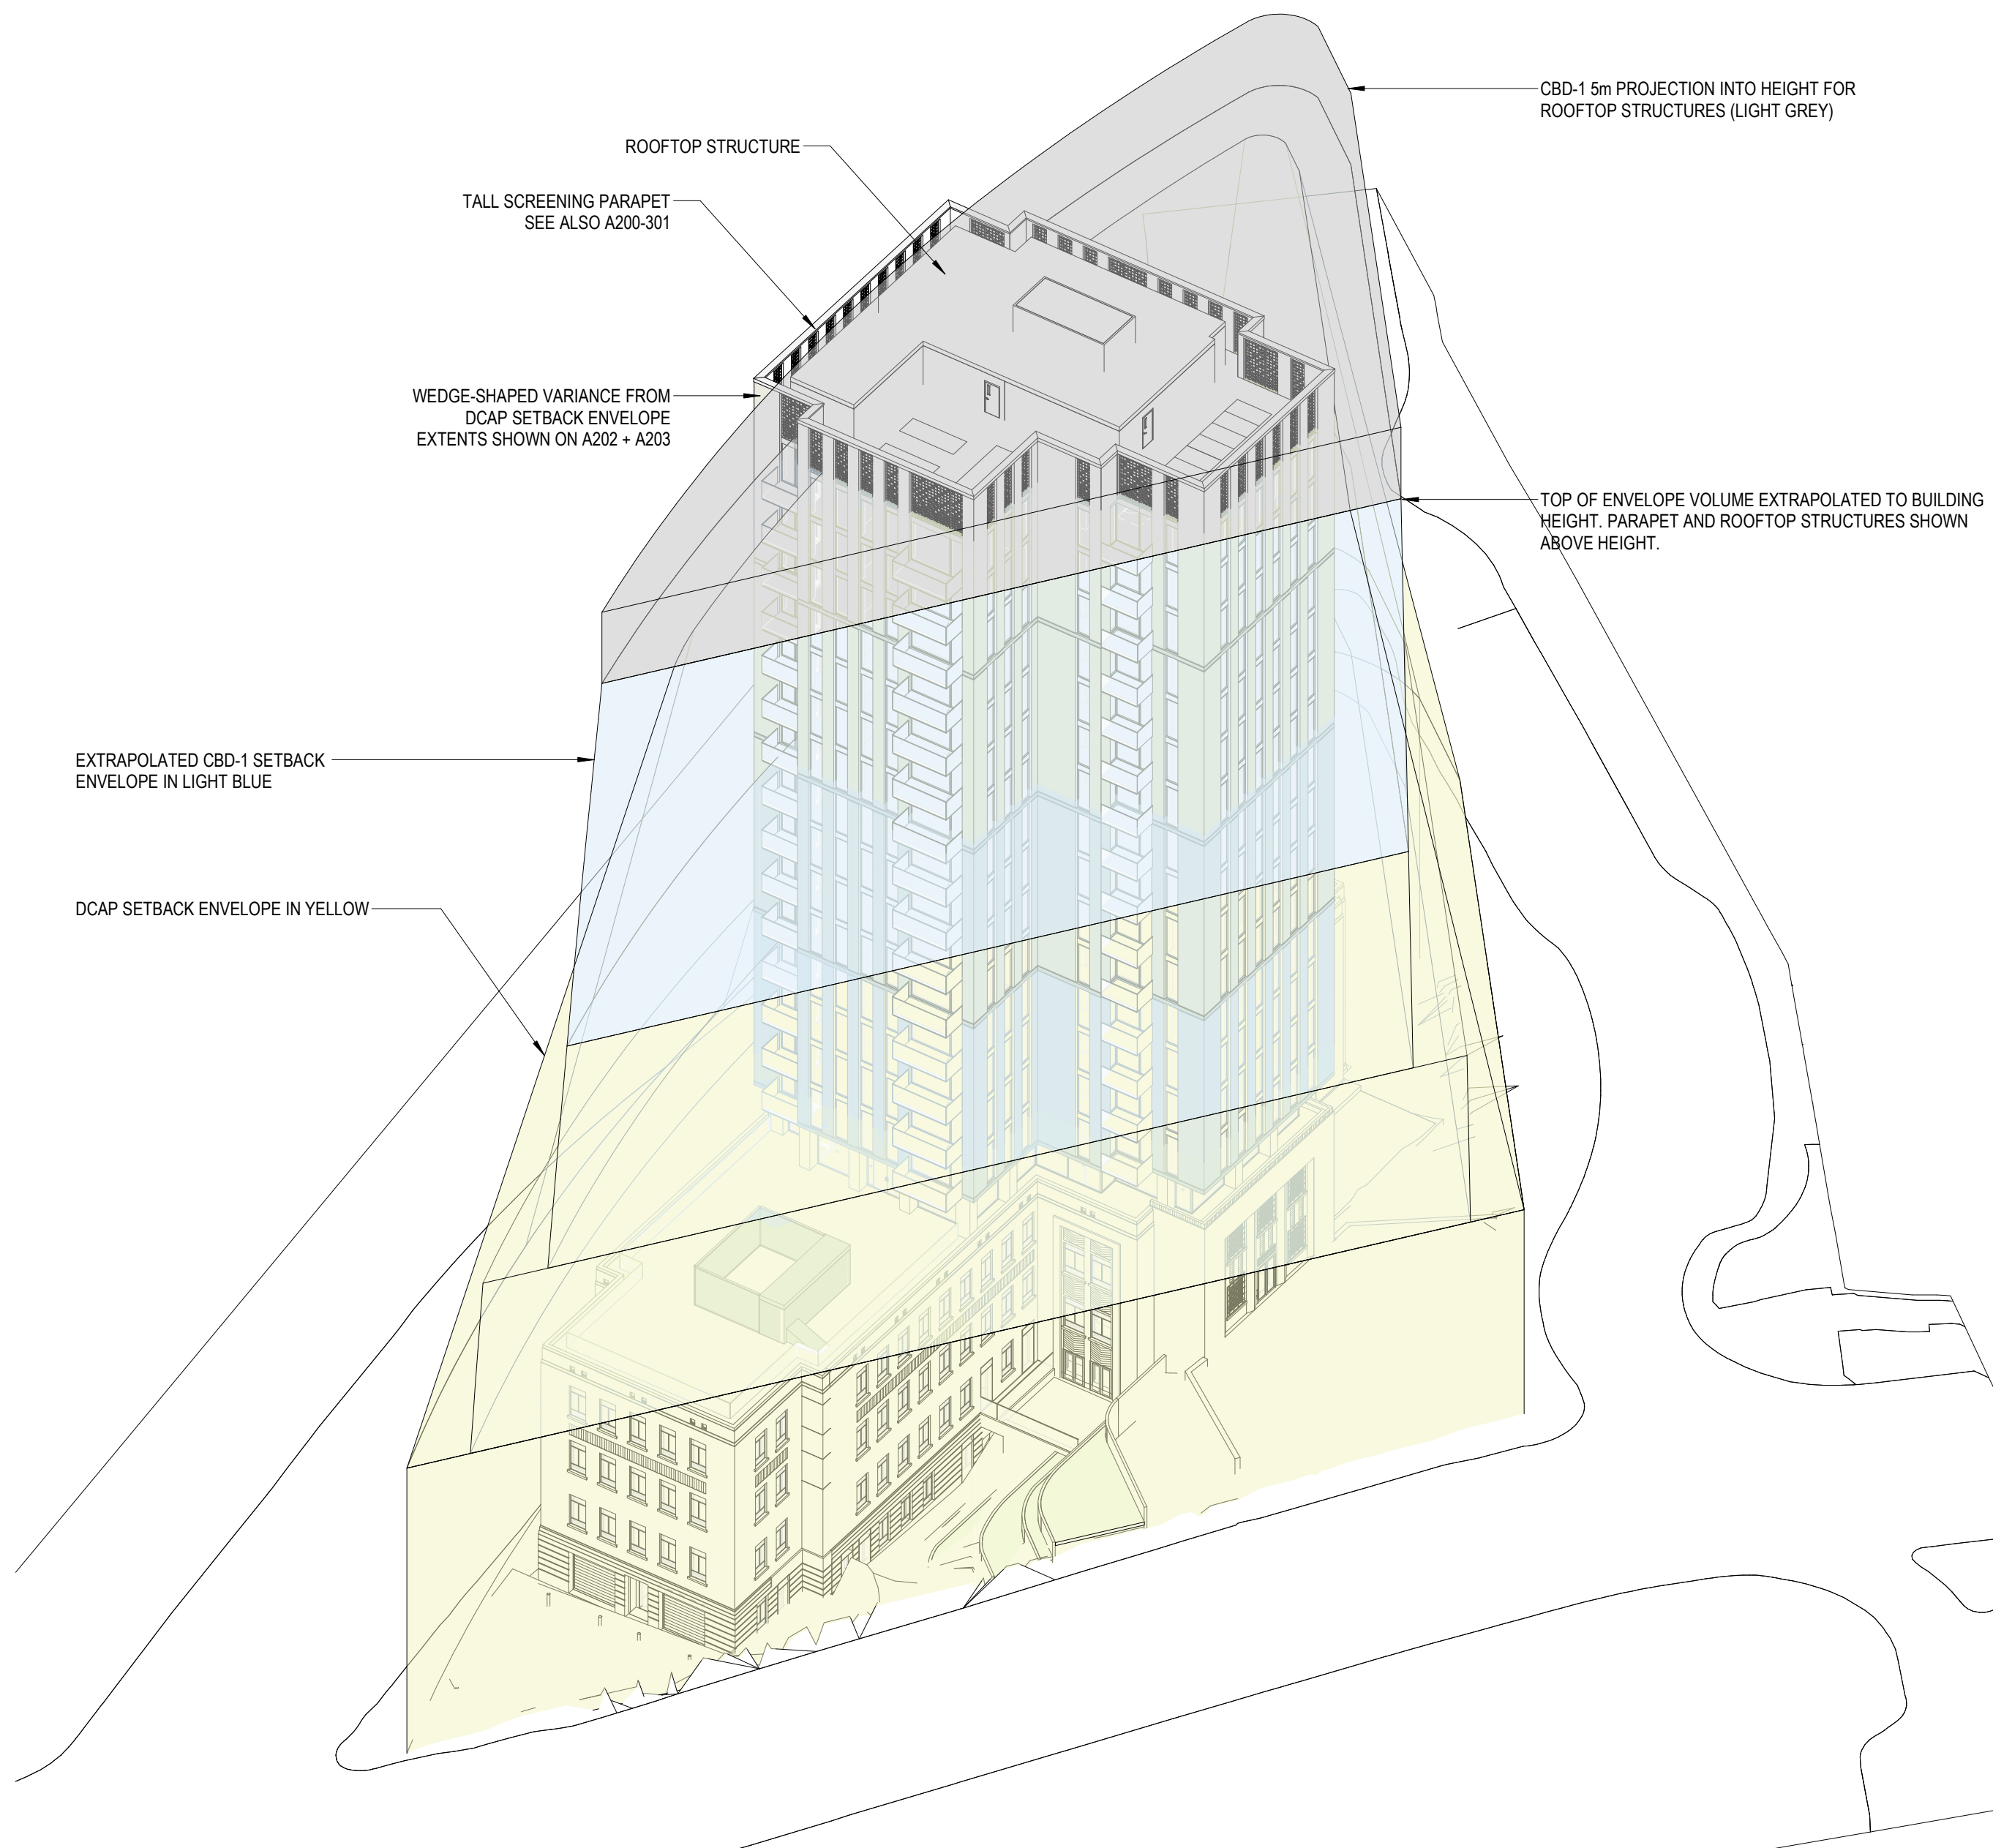 CBD-1 5m PROJECTION INTO HEIGHT FOR
ROOFTOP STRUCTURES (LIGHT GREY)
ROOFTOP STRUCTURE
TALL SCREENING PARAPET
SEE ALSO A200-301
WEDGE-SHAPED VARIANCE FROM
DCAP SETBACK ENVELOPE
EXTENTS SHOWN ON A202 + A203
TOP OF ENVELOPE VOLUME EXTRAPOLATED TO BUILDING
HEIGHT. PARAPET AND ROOFTOP STRUCTURES SHOWN
ABOVE HEIGHT.
EXTRAPOLATED CBD-1 SETBACK
ENVELOPE IN LIGHT BLUE
DCAP SETBACK ENVELOPE IN YELLOW